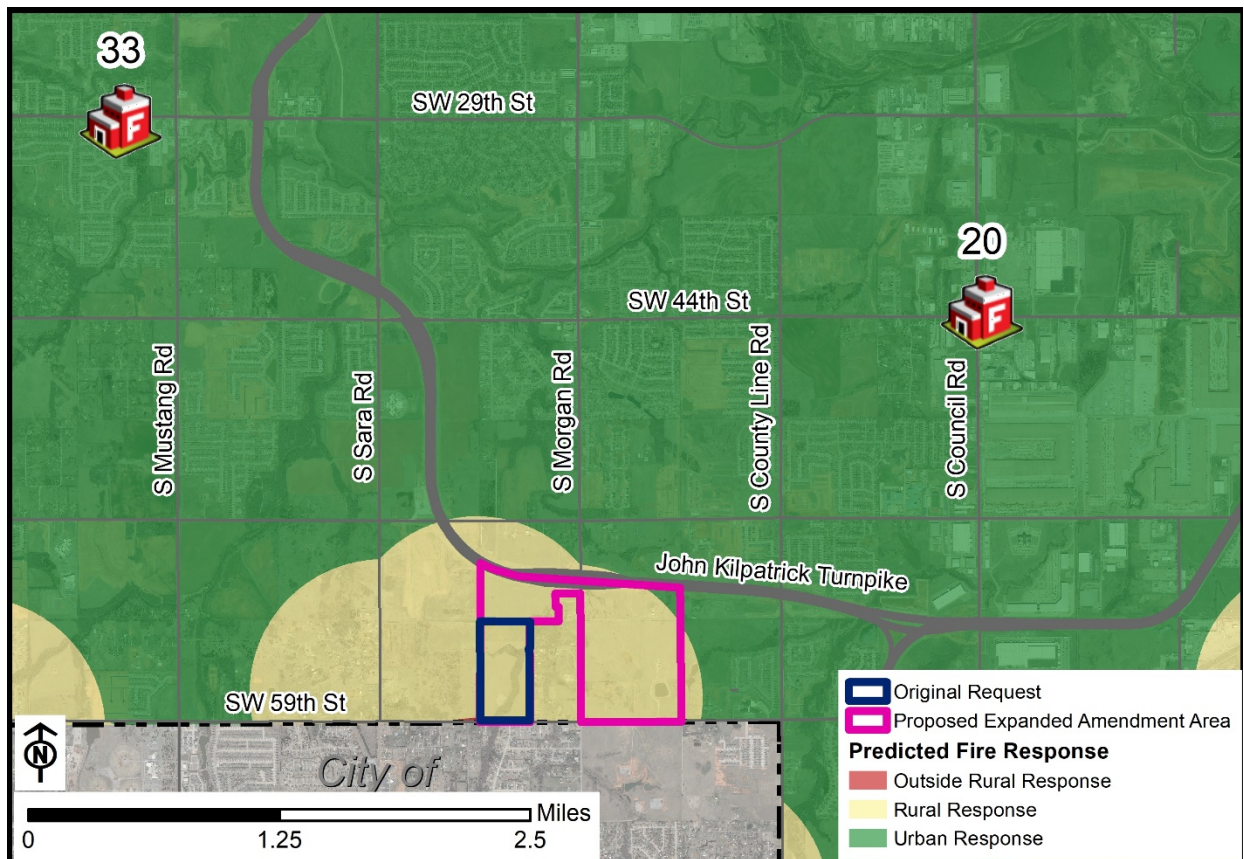 33
F
SW 29th St
20
F
SW 44th St
S Mustang Rd
S Sara Rd
S Morgan Rd
S County Line Rd
S Council Rd
John Kilpatrick Turnpike
SW 59th St
N
City of
Miles
0 1.25 2.5
Original Request
Proposed Expanded Amendment Area
Predicted Fire Response
Outside Rural Response
Rural Response
Urban Response